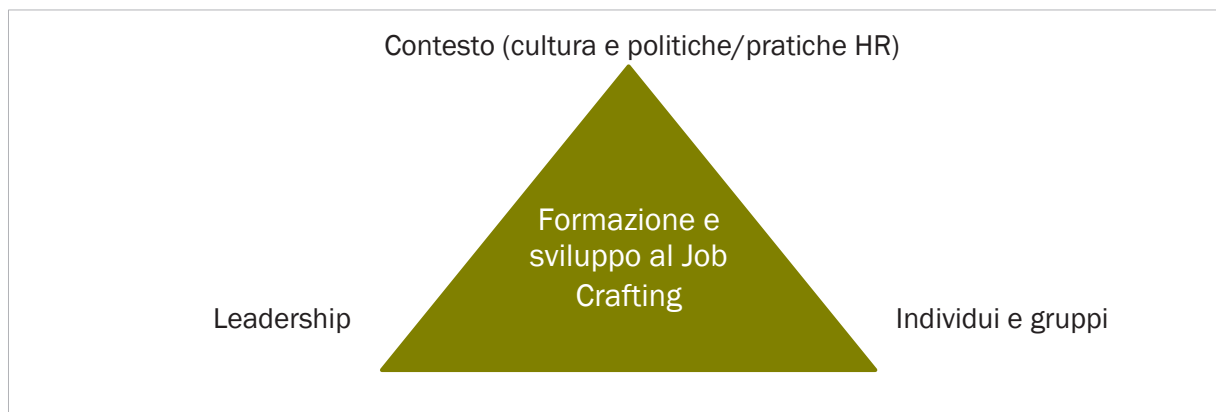 Contesto (cultura e politiche/pratiche HR)
Formazione e
sviluppo al Job
Crafting
Leadership
Individui e gruppi